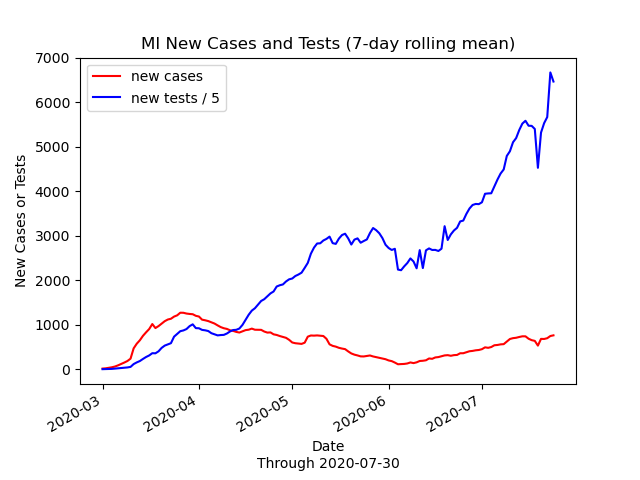 MI New Cases and Tests (7-day rolling mean)
new cases
new tests / 5
New Cases or Tests
7000
6000
5000
4000
3000
2000
1000
0
2020-03
2020-04
2020-05
2020-06
2020-07
Date
Through 2020-07-30